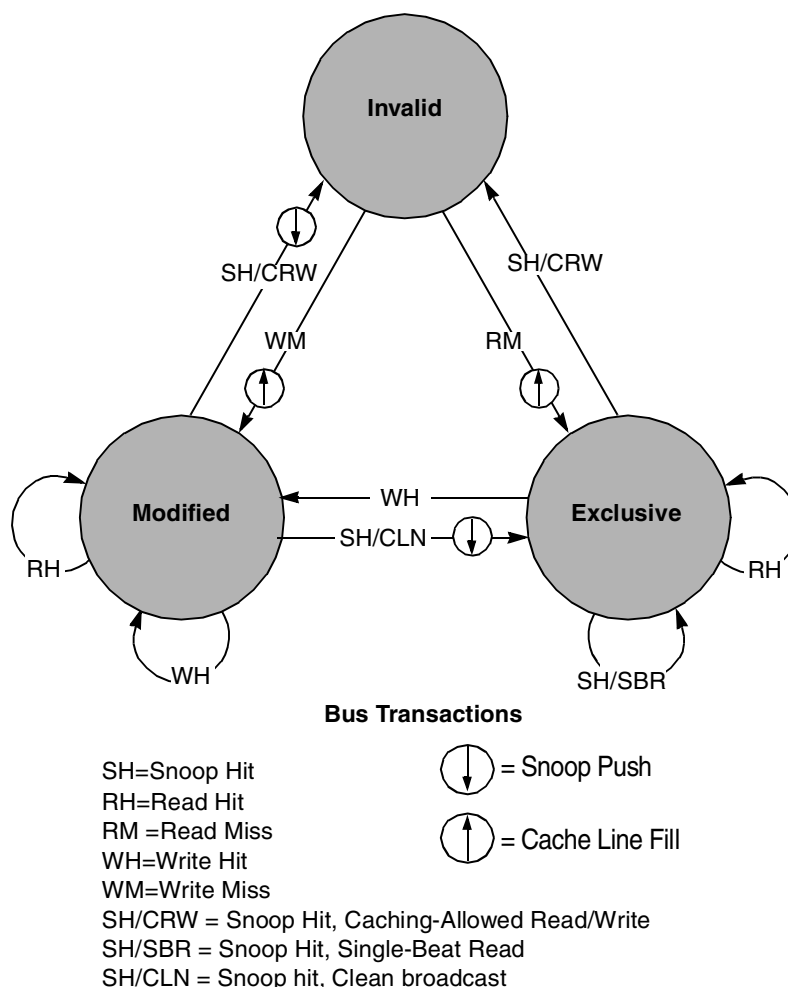 Invalid
SH/CRW
SH/CRW
WM
RM
Modified
WH
Exclusive
SH/CLN
RH
RH
WH
SH/SBR
Bus Transactions
SH=Snoop Hit
= Snoop Push
RH=Read Hit
RM =Read Miss
= Cache Line Fill
WH=Write Hit
WM=Write Miss
SH/CRW = Snoop Hit, Caching-Allowed Read/Write
SH/SBR = Snoop Hit, Single-Beat Read
SH/CLN = Snoop hit, Clean broadcast